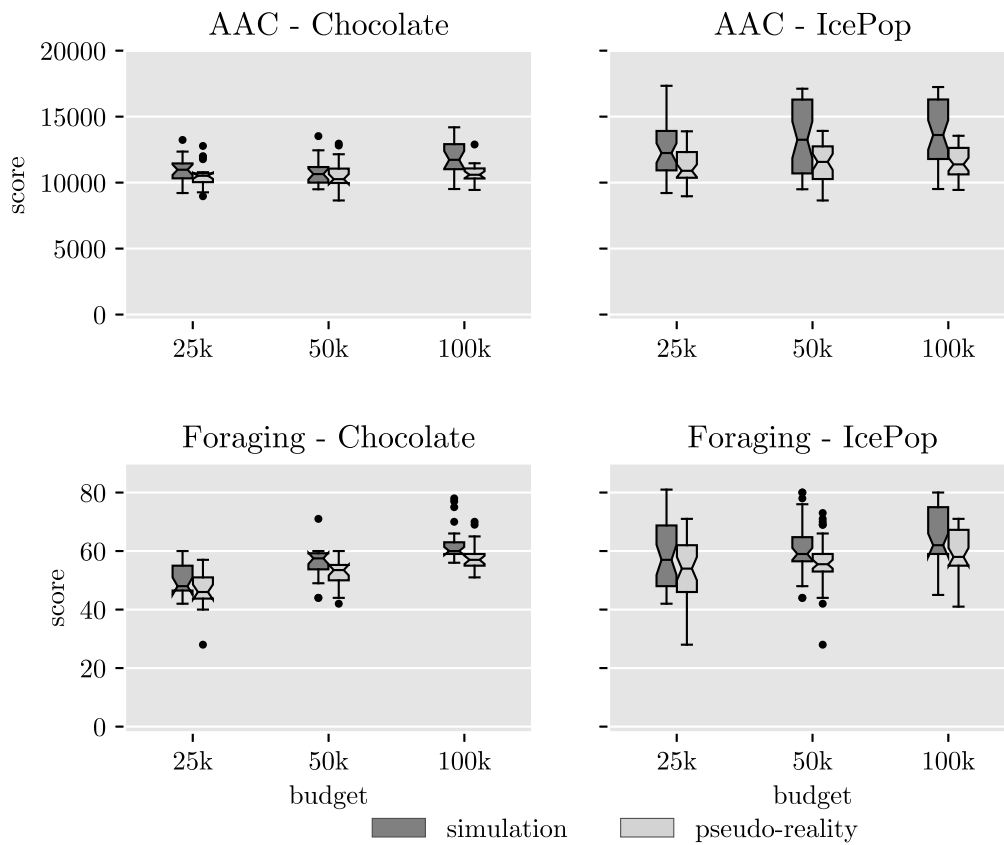 AAC - Chocolate
AAC - IcePop
20000
15000
10000
5000
0
score
25k 50k 100k
25k 50k 100k
Foraging - Chocolate
Foraging - IcePop
80
60
40
20
0
score
25k 50k 100k
25k 50k 100k
budget
budget
simulation pseudo-reality